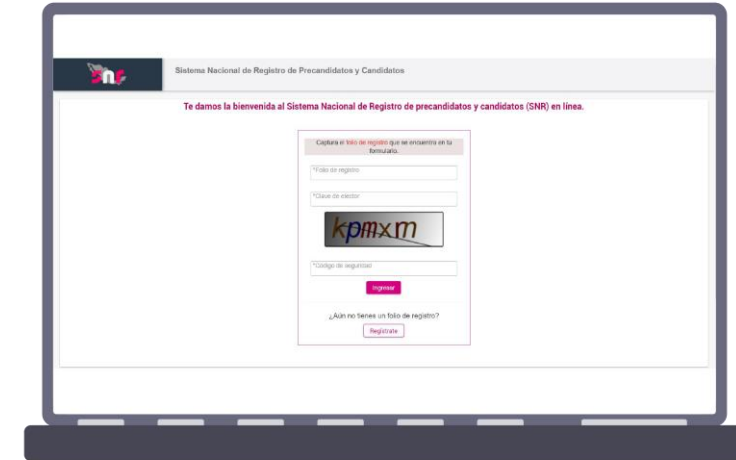 snr
Sistema Nacional de Registro de Precandidatos y Candidatos
Te damos la bienvenida al Sistema Nacional de Registro de precandidatos y candidatos (SNR) en línea.
Captura el folio de registro que se encuentra en tu
formulario.
*Folio de registro
*Clave de elector
kpmxm
*Código de seguridad
Ingresar
¿Aún no tienes un folio de registro?
Regístrate